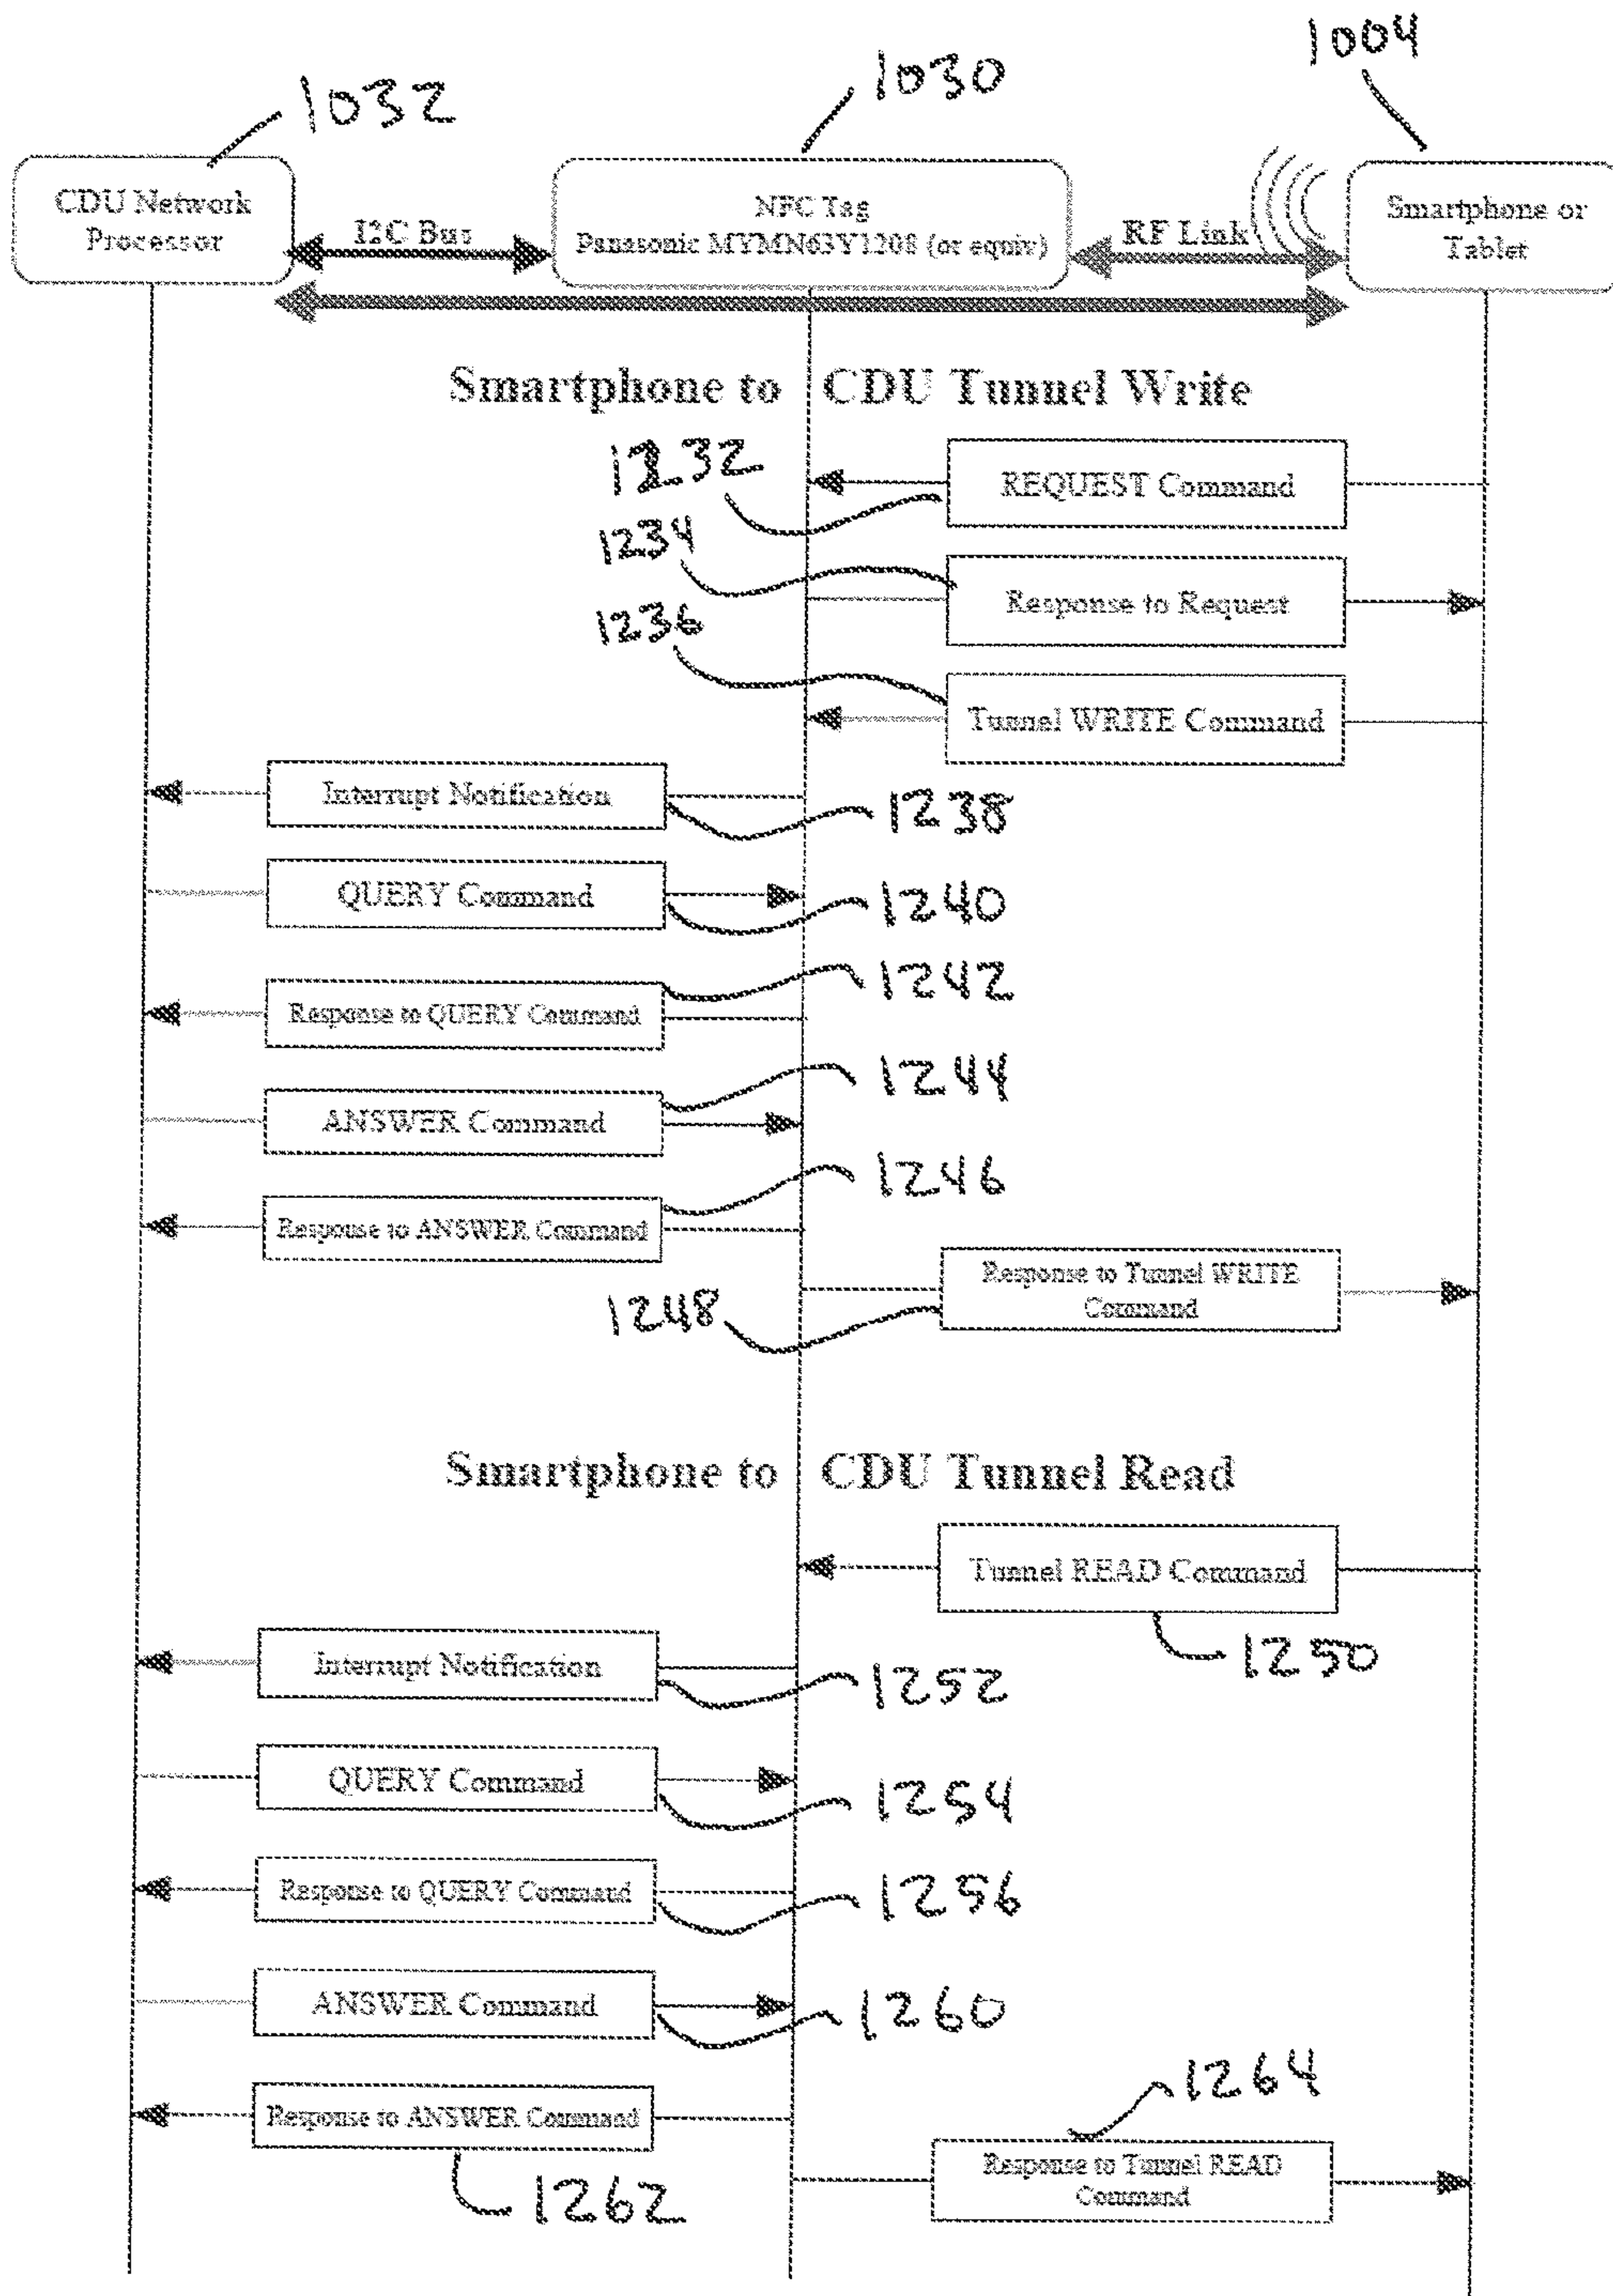 1004
1030
1032
CDU Network
Processor
I2C Bus
NFC Tag
Panasonic MYMN63Y1208 (or equiv)
RF Link
Smartphone or
Tablet
Smartphone to CDU Tunnel Write
1232
REQUEST Command
1234
Response to Request
1236
Tunnel WRITE Command
Interrupt Notification
1238
QUERY Command
1240
1242
Response to QUERY Command
1244
ANSWER Command
1246
Response to ANSWER Command
Response to Tunnel WRITE
Command
1248
Smartphone to CDU Tunnel Read
Tunnel READ Command
1250
Interrupt Notification
1252
QUERY Command
1254
Response to QUERY Command
1256
ANSWER Command
1260
1264
Response to ANSWER Command
Response to Tunnel READ
Command
1262